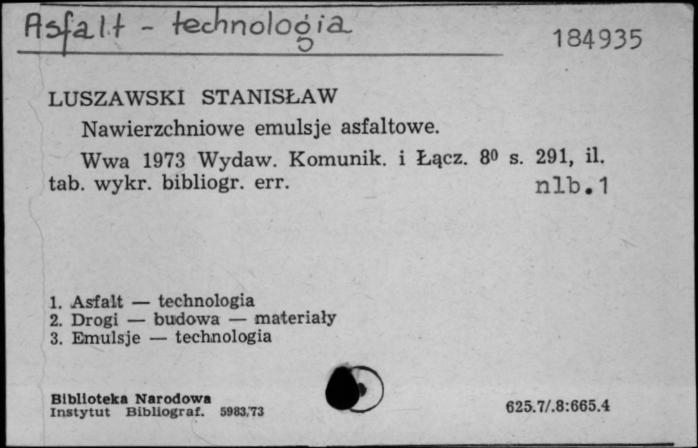 Asfalt - technologia
184935
LUSZAWSKI STANISŁAW
Nawierzchniowe emulsje asfaltowe.
Wwa 1973 Wydaw. Komunik. i Łącz. 8⁰ s. 291, il.
tab. wykr. bibliogr. err.
nlb.1
1. Asfalt — technologia
2. Drogi — budowa — materiały
3. Emulsje — technologia
Biblioteka Narodowa
Instytut Bibliograf. 5983/73
625.7/.8:665.4